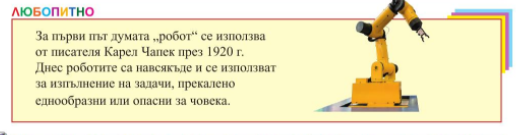 ЛЮБОПИТНО
За първи път думата „робот“ се използва
от писателя Карел Чапек през 1920 г.
Днес роботите са навсякъде и се използват
за изпълнение на задачи, прекалено
еднообразни или опасни за човека.